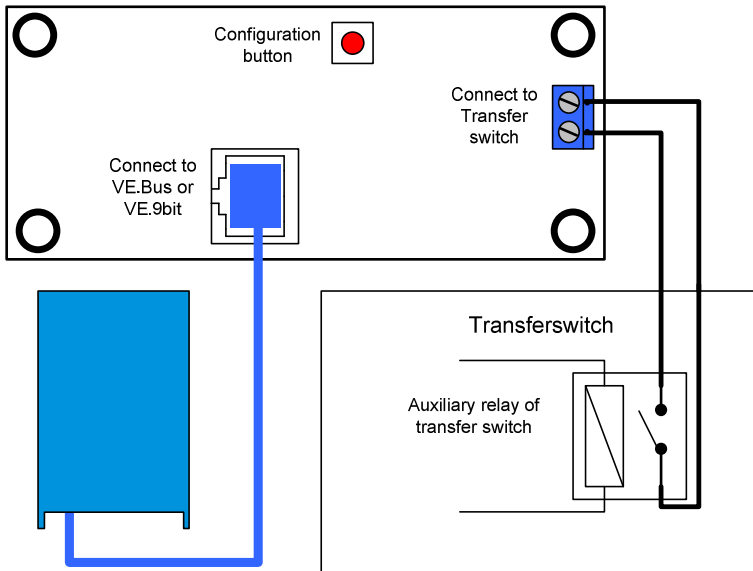 Configuration
button
Connect to
Transfer
switch
Connect to
VE.Bus or
VE.9bit
Transferswitch
Auxiliary relay of
transfer switch